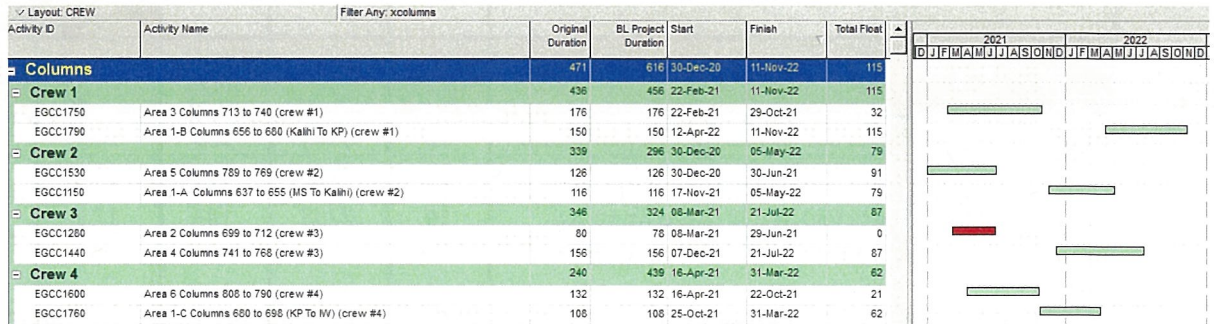 Layout: CREW Filter Any: xcolumns
Activity ID Activity Name Original Duration BL Project Duration Start Finish Total Float
2021 2022
D J F M A M J J A S O N D J F M A M J J A S O N D
Columns 471 616 30-Dec-20 11-Nov-22 115
Crew 1 436 456 22-Feb-21 11-Nov-22 115
EGCC1750 Area 3 Columns 713 to 740 (crew #1) 176 176 22-Feb-21 29-Oct-21 32
EGCC1790 Area 1-B Columns 656 to 680 (Kalihi To KP) (crew #1) 150 150 12-Apr-22 11-Nov-22 115
Crew 2 339 296 30-Dec-20 05-May-22 79
EGCC1530 Area 5 Columns 789 to 769 (crew #2) 126 126 30-Dec-20 30-Jun-21 91
EGCC1150 Area 1-A Columns 637 to 655 (MS To Kalihi) (crew #2) 116 116 17-Nov-21 05-May-22 79
Crew 3 346 324 08-Mar-21 21-Jul-22 87
EGCC1280 Area 2 Columns 699 to 712 (crew #3) 80 78 08-Mar-21 29-Jun-21 0
EGCC1440 Area 4 Columns 741 to 768 (crew #3) 156 156 07-Dec-21 21-Jul-22 87
Crew 4 240 439 16-Apr-21 31-Mar-22 62
EGCC1600 Area 6 Columns 808 to 790 (crew #4) 132 132 16-Apr-21 22-Oct-21 21
EGCC1760 Area 1-C Columns 680 to 698 (KP To IW) (crew #4) 108 108 25-Oct-21 31-Mar-22 62